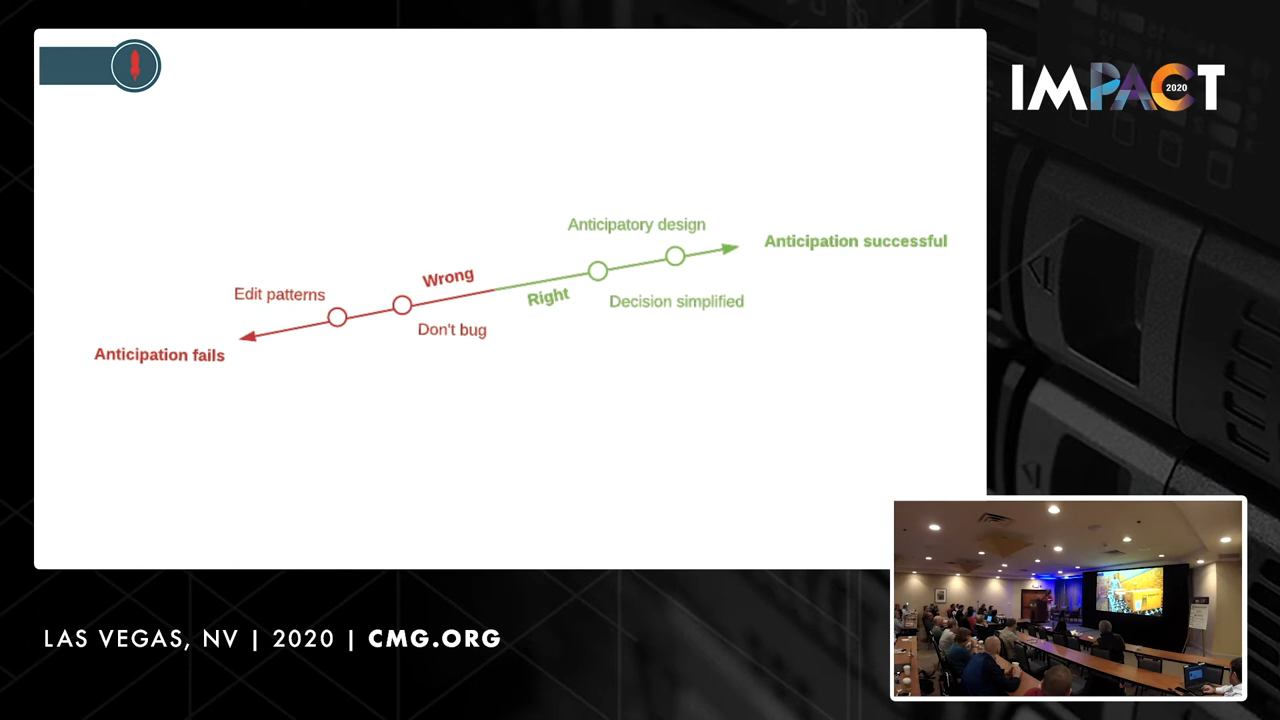 IMPACT
2020
Anticipatory design
Anticipation successful
Wrong
Edit patterns
Right
Decision simplified
Don't bug
Anticipation fails
LAS VEGAS, NV | 2020 | CMG.ORG